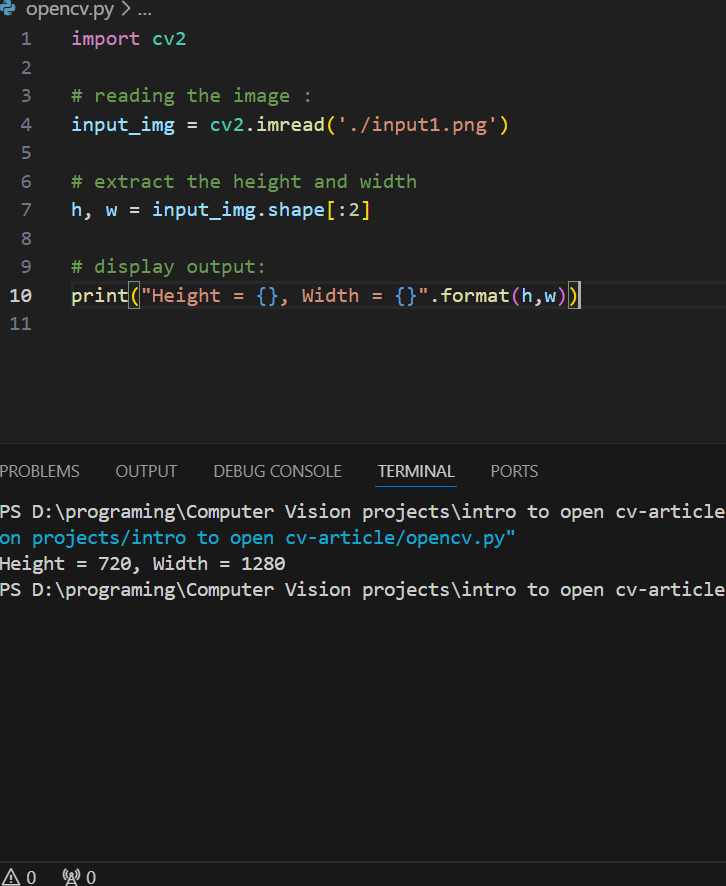 opencv.py > ...
1 import cv2
2
3 # reading the image :
4 input_img = cv2.imread('./input1.png')
5
6 # extract the height and width
7 h, w = input_img.shape[:2]
8
9 # display output:
10 print("Height = {}, Width = {}".format(h,w))
11
PROBLEMS OUTPUT DEBUG CONSOLE TERMINAL PORTS
PS D:\programing\Computer Vision projects\intro to open cv-article
on projects/intro to open cv-article/opencv.py"
Height = 720, Width = 1280
PS D:\programing\Computer Vision projects\intro to open cv-article
0 0